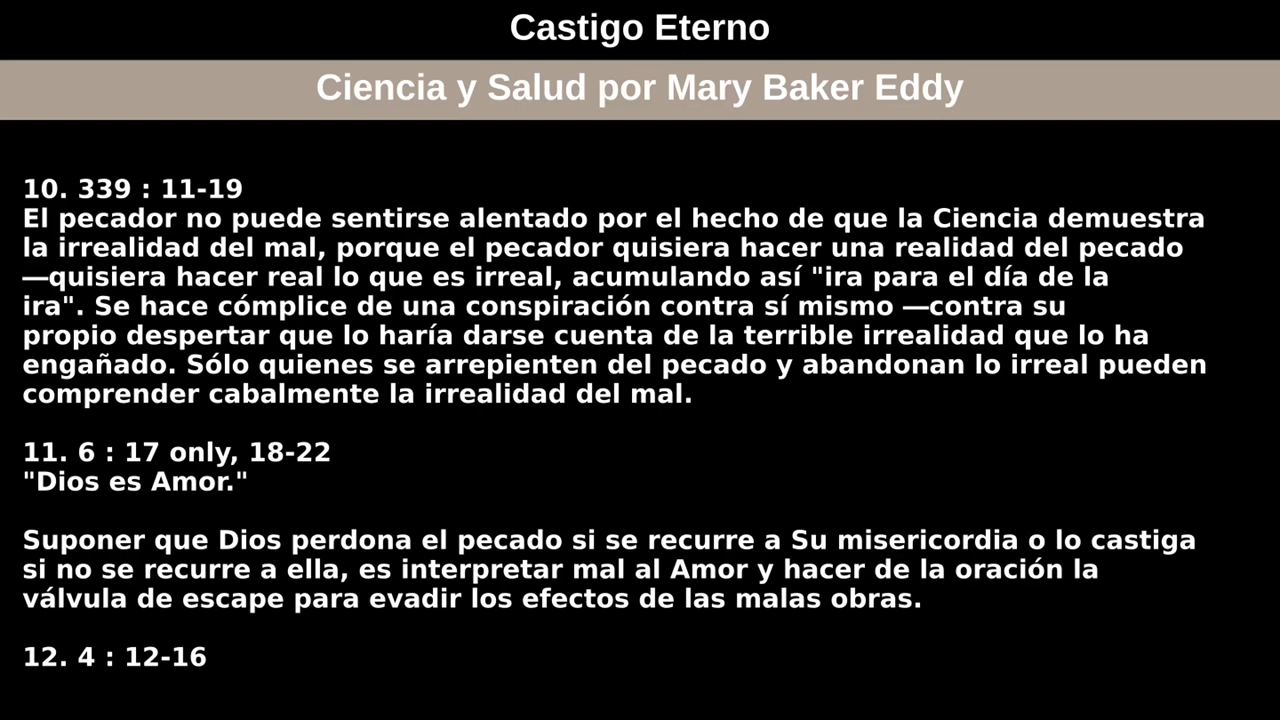 Castigo Eterno
Ciencia y Salud por Mary Baker Eddy
10. 339 : 11-19
El pecador no puede sentirse alentado por el hecho de que la Ciencia demuestra
la irrealidad del mal, porque el pecador quisiera hacer una realidad del pecado
—quisiera hacer real lo que es irreal, acumulando así "ira para el día de la
ira". Se hace cómplice de una conspiración contra sí mismo —contra su
propio despertar que lo haría darse cuenta de la terrible irrealidad que lo ha
engañado. Sólo quienes se arrepienten del pecado y abandonan lo irreal pueden
comprender cabalmente la irrealidad del mal.
11. 6 : 17 only, 18-22
"Dios es Amor."
Suponer que Dios perdona el pecado si se recurre a Su misericordia o lo castiga
si no se recurre a ella, es interpretar mal al Amor y hacer de la oración la
válvula de escape para evadir los efectos de las malas obras.
12. 4 : 12-16